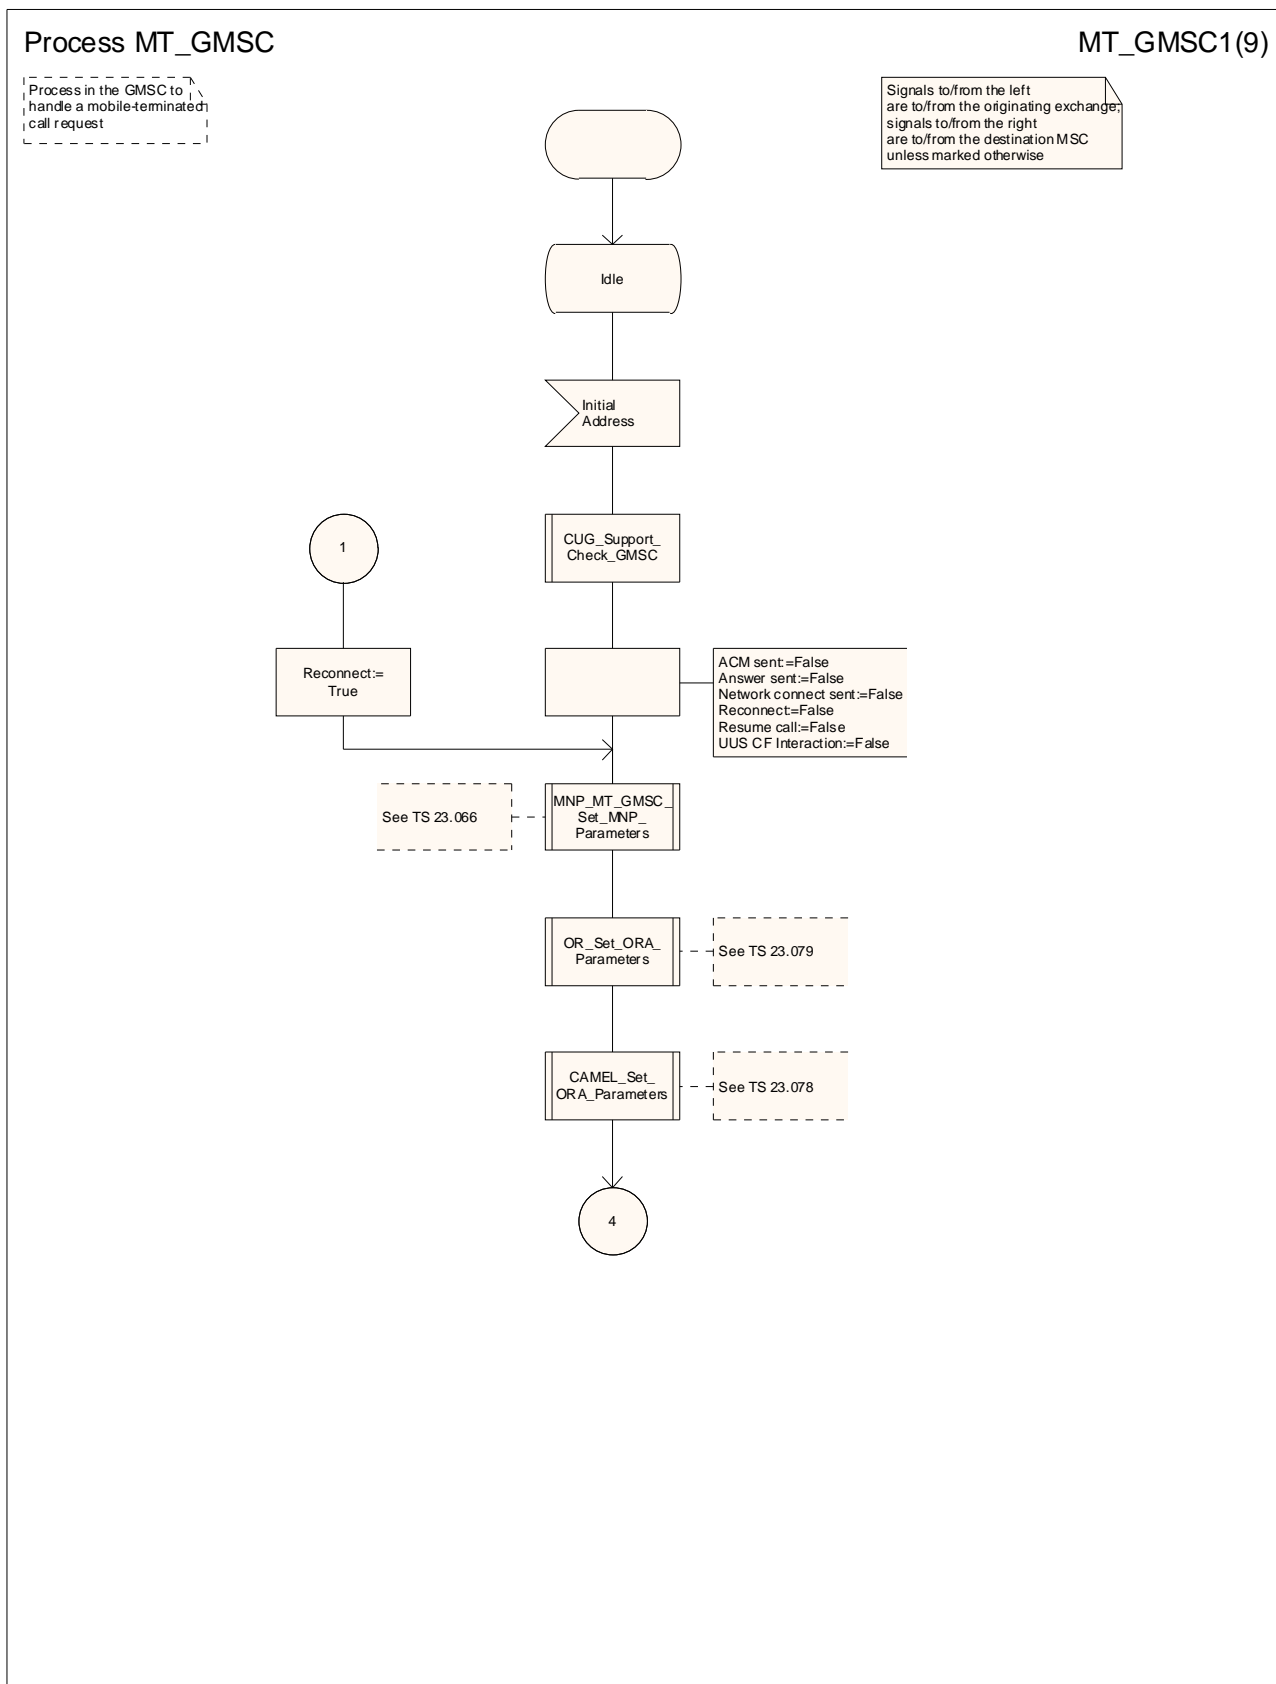 Process MT_GMSC
MT_GMSC1(9)
Process in the GMSC to
handle a mobile-terminated
call request
Signals to/from the left
are to/from the originating exchange;
signals to/from the right
are to/from the destination MSC
unless marked otherwise
Idle
Initial
Address
CUG_Support_
Check_GMSC
1
Reconnect:=
True
ACM sent:=False
Answer sent:=False
Network connect sent:=False
Reconnect:=False
Resume call:=False
UUS CF Interaction:=False
See TS 23.066
MNP_MT_GMSC_
Set_MNP_
Parameters
OR_Set_ORA_
Parameters
See TS 23.079
CAMEL_Set_
ORA_Parameters
See TS 23.078
4